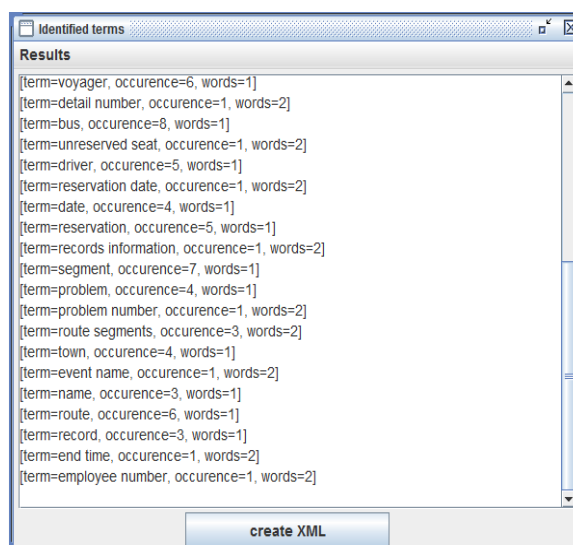 Identified terms
Results
[term=voyager, occurence=6, words=1]
[term=detail number, occurence=1, words=2]
[term=bus, occurence=8, words=1]
[term=unreserved seat, occurence=1, words=2]
[term=driver, occurence=5, words=1]
[term=reservation date, occurence=1, words=2]
[term=date, occurence=4, words=1]
[term=reservation, occurence=5, words=1]
[term=records information, occurence=1, words=2]
[term=segment, occurence=7, words=1]
[term=problem, occurence=4, words=1]
[term=problem number, occurence=1, words=2]
[term=route segments, occurence=3, words=2]
[term=town, occurence=4, words=1]
[term=event name, occurence=1, words=2]
[term=name, occurence=3, words=1]
[term=route, occurence=6, words=1]
[term=record, occurence=3, words=1]
[term=end time, occurence=1, words=2]
[term=employee number, occurence=1, words=2]
create XML